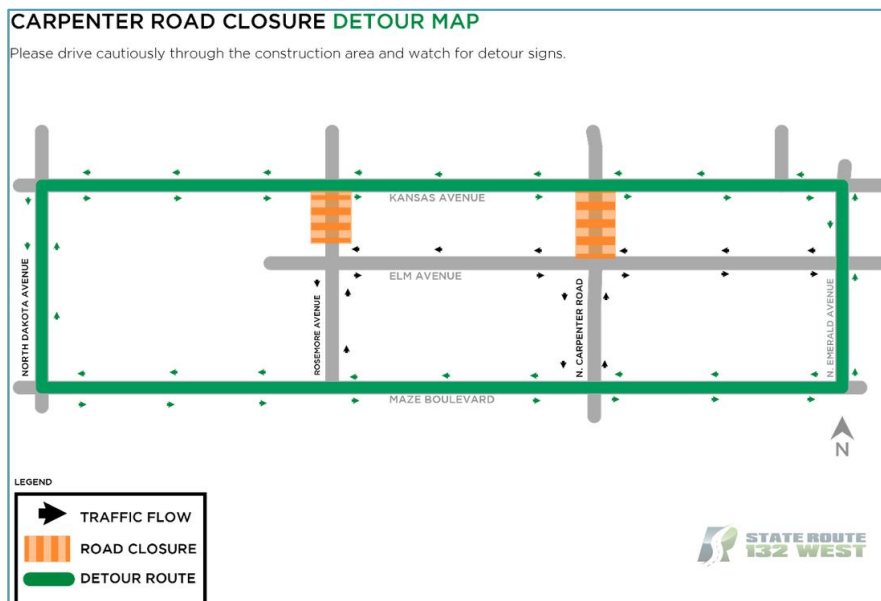 CARPENTER ROAD CLOSURE DETOUR MAP
Please drive cautiously through the construction area and watch for detour signs.
KANSAS AVENUE
NORTH DAKOTA AVENUE
ROSEMORE AVENUE
ELM AVENUE
N. CARPENTER ROAD
N. EMERALD AVENUE
MAZE BOULEVARD
N
LEGEND
TRAFFIC FLOW
ROAD CLOSURE
DETOUR ROUTE
STATE ROUTE
132 WEST